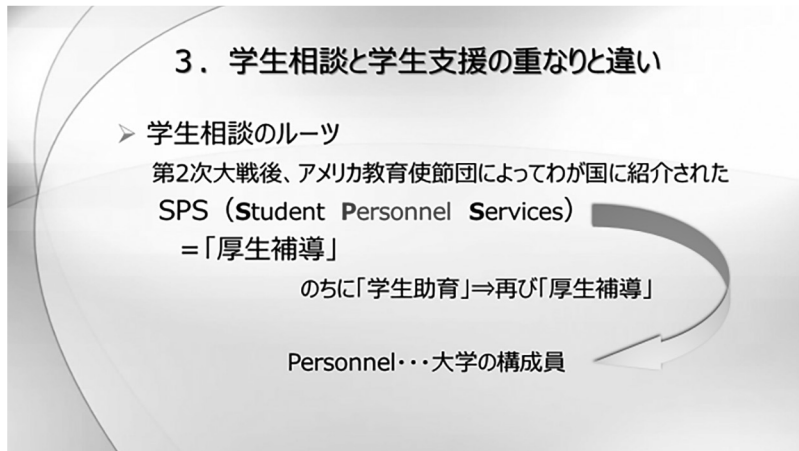 ３．学生相談と学生支援の重なりと違い
学生相談のルーツ
第2次大戦後、アメリカ教育使節団によってわが国に紹介された
SPS（Student Personnel Services）
＝「厚生補導」
のちに「学生助育」⇒再び「厚生補導」
Personnel・・・大学の構成員